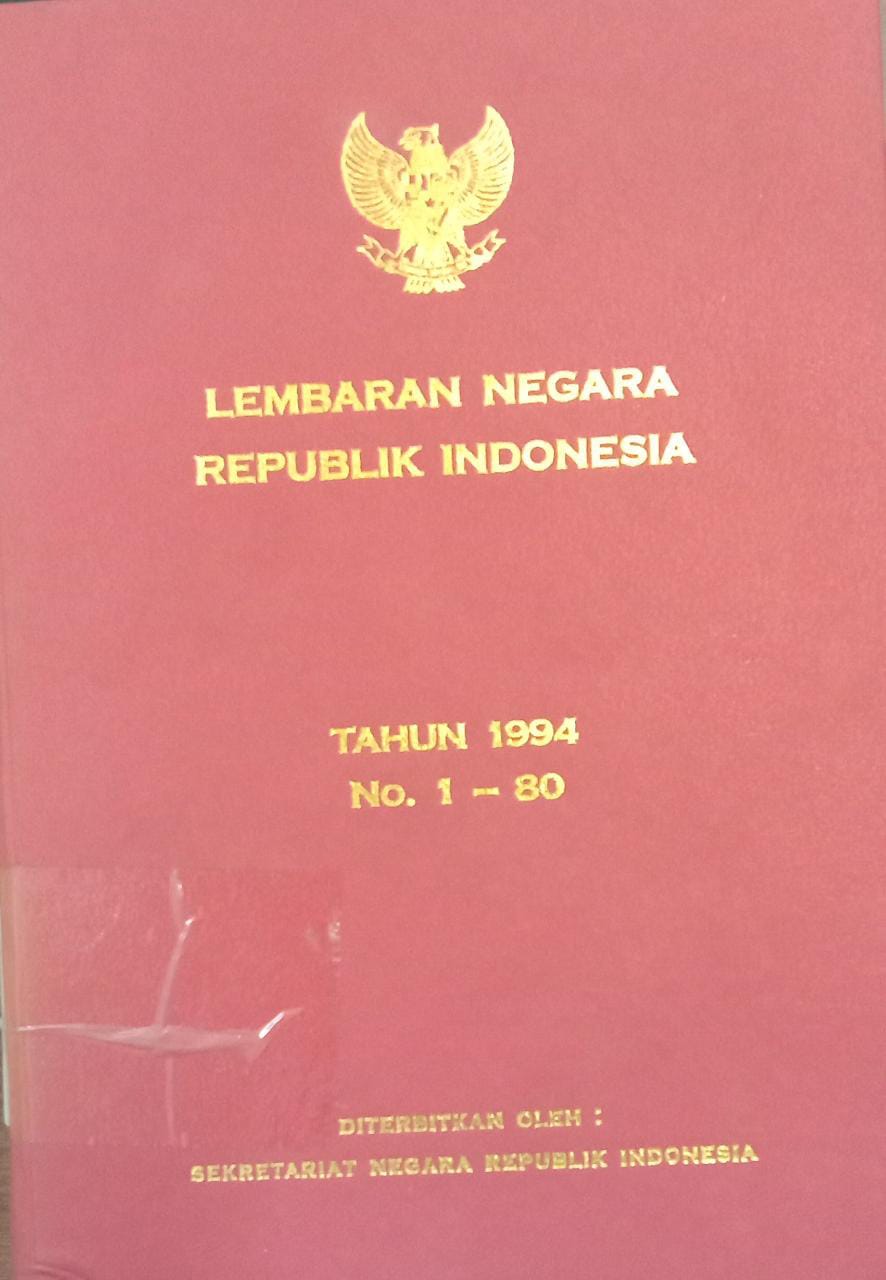 LEMBARAN NEGARA
REPUBLIK INDONESIA
TAHUN 1994
No. 1 – 80
DITERBITKAN OLEH :
SEKRETARIAT NEGARA REPUBLIK INDONESIA